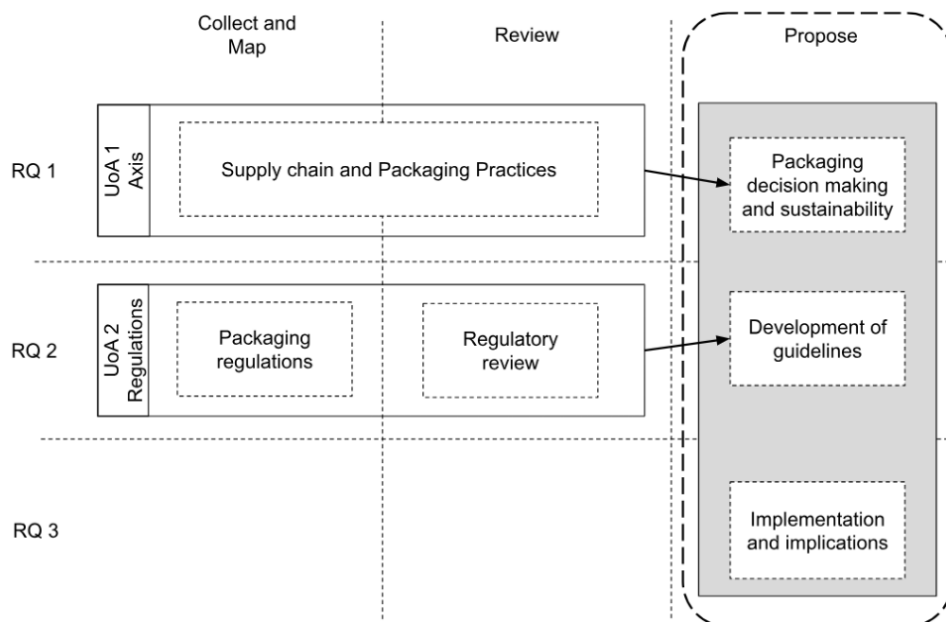 Collect and
Map
Review
Propose
RQ 1
UoA 1
Axis
Supply chain and Packaging Practices
Packaging
decision making
and sustainability
RQ 2
UoA 2
Regulations
Packaging
regulations
Regulatory
review
Development of
guidelines
RQ 3
Implementation
and implications